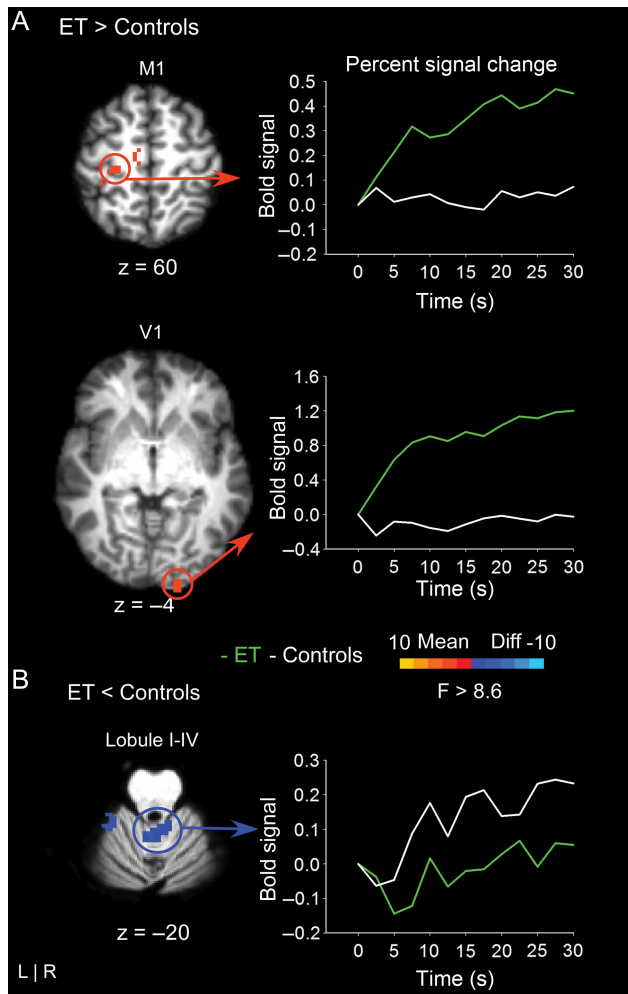 A
ET > Controls
M1
Percent signal change
Bold signal
0.5
0.4
0.3
0.2
0.1
0.0
–0.1
–0.2
0 5 10 15 20 25 30
Time (s)
z = 60
V1
Bold signal
1.6
1.2
0.8
0.4
0.0
–0.4
0 5 10 15 20 25 30
Time (s)
z = –4
- ET - Controls
10 Mean Diff -10
F > 8.6
B
ET < Controls
Lobule I-IV
Bold signal
0.3
0.2
0.1
0.0
–0.1
–0.2
0 5 10 15 20 25 30
Time (s)
z = –20
L | R